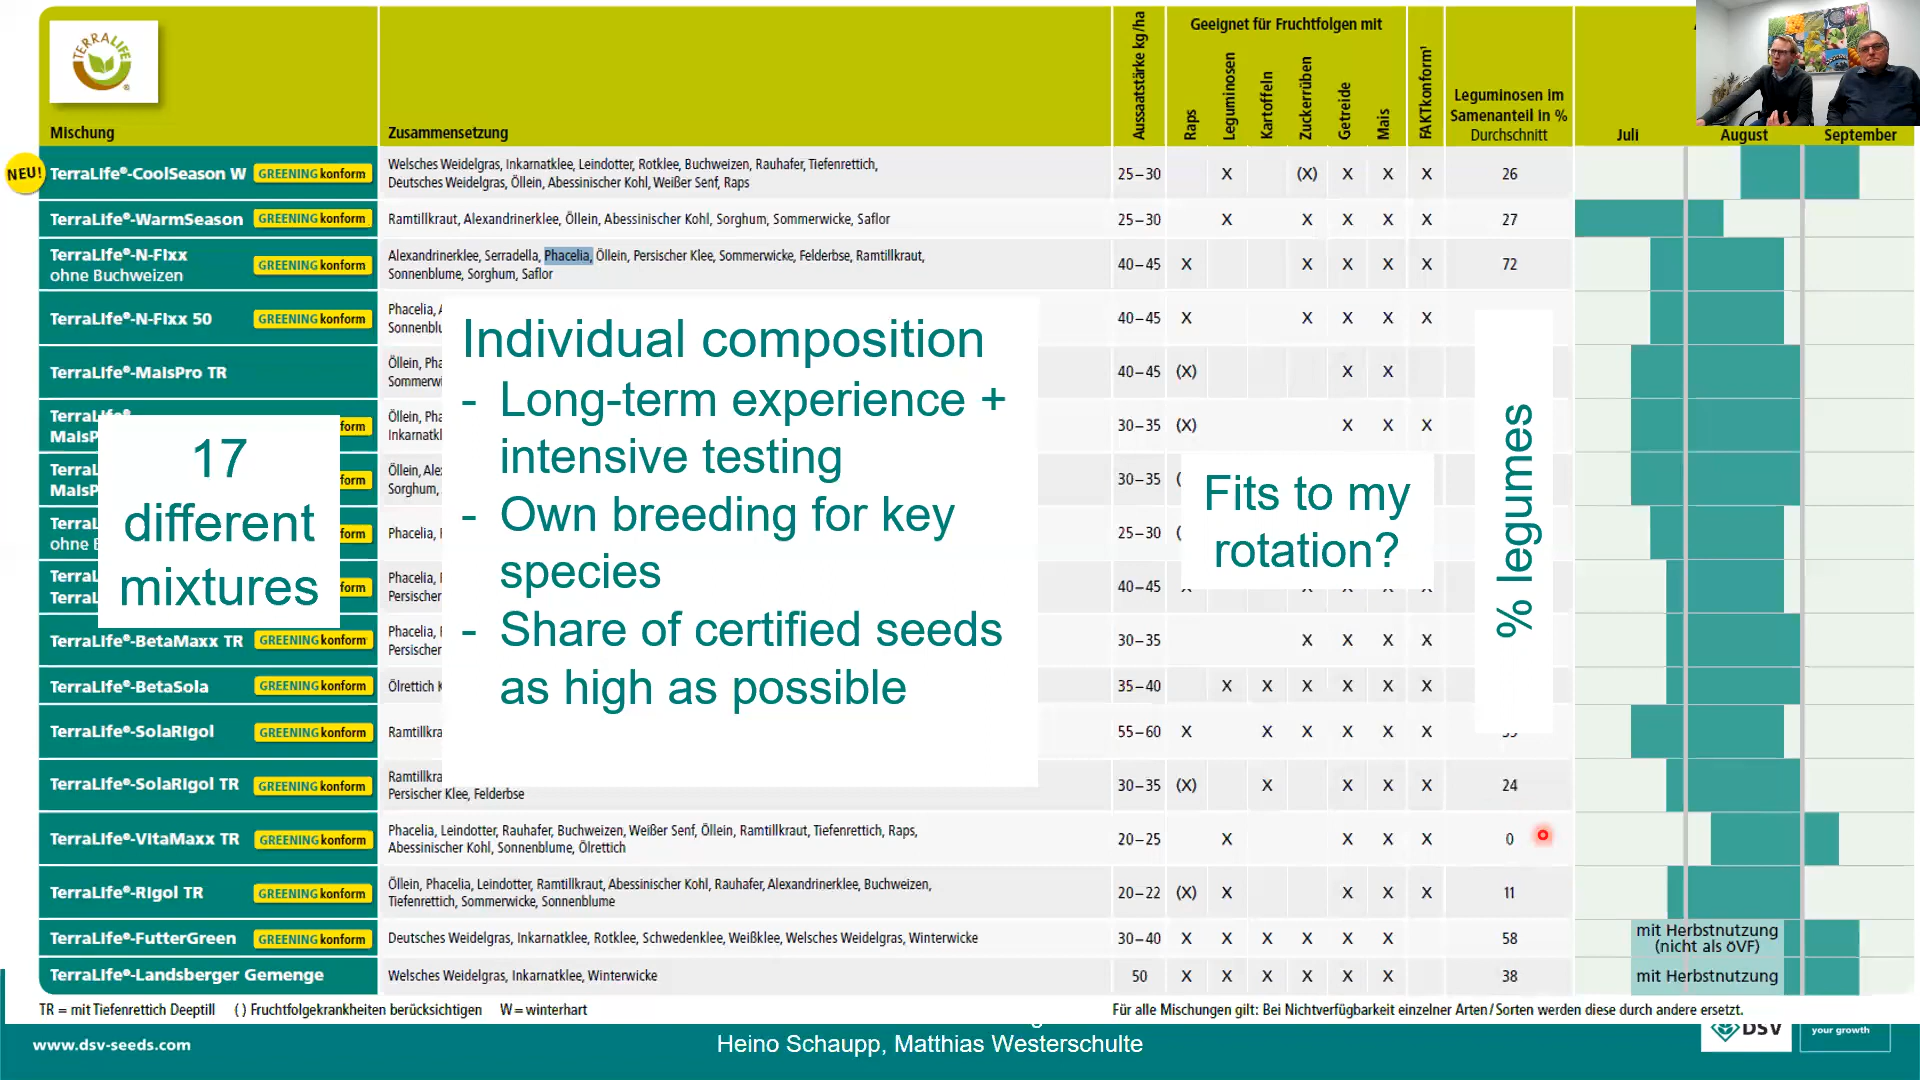 TERRALIFE
Mischung
Zusammensetzung
Aussaatstärke kg/ha
Geeignet für Fruchtfolgen mit
Raps
Leguminosen
Kartoffeln
Zuckerrüben
Getreide
Mais
FAKTkonform¹
Leguminosen im
Samenanteil in %
Durchschnitt
Juli
August
September
NEU!
TerraLife®-CoolSeason W GREENING konform
Welsches Weidelgras, Inkarnatklee, Leindotter, Rotklee, Buchweizen, Rauhafer, Tiefenrettich,
Deutsches Weidelgras, Öllein, Abessinischer Kohl, Weißer Senf, Raps
25–30 X (X) X X X 26
TerraLife®-WarmSeason GREENING konform
Ramtillkraut, Alexandrinerklee, Öllein, Abessinischer Kohl, Sorghum, Sommerwicke, Saflor
25–30 X X X X X 27
TerraLife®-N-Fixx
ohne Buchweizen
GREENING konform
Alexandrinerklee, Serradella, Phacelia, Öllein, Persischer Klee, Sommerwicke, Felderbse, Ramtillkraut,
Sonnenblume, Sorghum, Saflor
40–45 X X X X X 72
TerraLife®-N-Fixx 50 GREENING konform
Phacelia,
40–45 X X X X X
TerraLife®-MaisPro TR
Öllein,
40–45 (X) X X
Öllein,
30–35 (X) X X X
Öllein,
Sorghum,
30–35
ohne
Phacelia,
25–30
Phacelia,
Persischer
40–45
TerraLife®-BetaMaxx TR GREENING konform
Phacelia,
Persischer
30–35 X X X X
TerraLife®-BetaSola GREENING konform
Ölrettich
35–40 X X X X X X
TerraLife®-SolaRigol GREENING konform
55–60 X X X X X X
TerraLife®-SolaRigol TR GREENING konform
Persischer Klee, Felderbse
30–35 (X) X X X X 24
TerraLife®-VitaMaxx TR GREENING konform
Phacelia, Leindotter, Rauhafer, Buchweizen, Weißer Senf, Öllein, Ramtillkraut, Tiefenrettich, Raps,
Abessinischer Kohl, Sonnenblume, Ölrettich
20–25 X X X X 0
TerraLife®-Rigol TR GREENING konform
Öllein, Phacelia, Leindotter, Ramtillkraut, Abessinischer Kohl, Rauhafer, Alexandrinerklee, Buchweizen,
Tiefenrettich, Sommerwicke, Sonnenblume
20–22 (X) X X X X 11
TerraLife®-FutterGreen GREENING konform
Deutsches Weidelgras, Inkarnatklee, Rotklee, Schwedenklee, Weißklee, Welsches Weidelgras, Winterwicke
30–40 X X X X X X 58
mit Herbstnutzung
(nicht als öVF)
TerraLife®-Landsberger Gemenge
Welsches Weidelgras, Inkarnatklee, Winterwicke
50 X X X X X X 38
mit Herbstnutzung
17
different
mixtures
Individual composition
- Long-term experience +
intensive testing
- Own breeding for key
species
- Share of certified seeds
as high as possible
Fits to my
rotation?
% legumes
TR = mit Tiefenrettich Deeptill ( ) Fruchtfolgekrankheiten berücksichtigen W = winterhart
Für alle Mischungen gilt: Bei Nichtverfügbarkeit einzelner Arten/Sorten werden diese durch andere ersetzt.
www.dsv-seeds.com
Heino Schaupp, Matthias Westerschulte
DSV
your growth